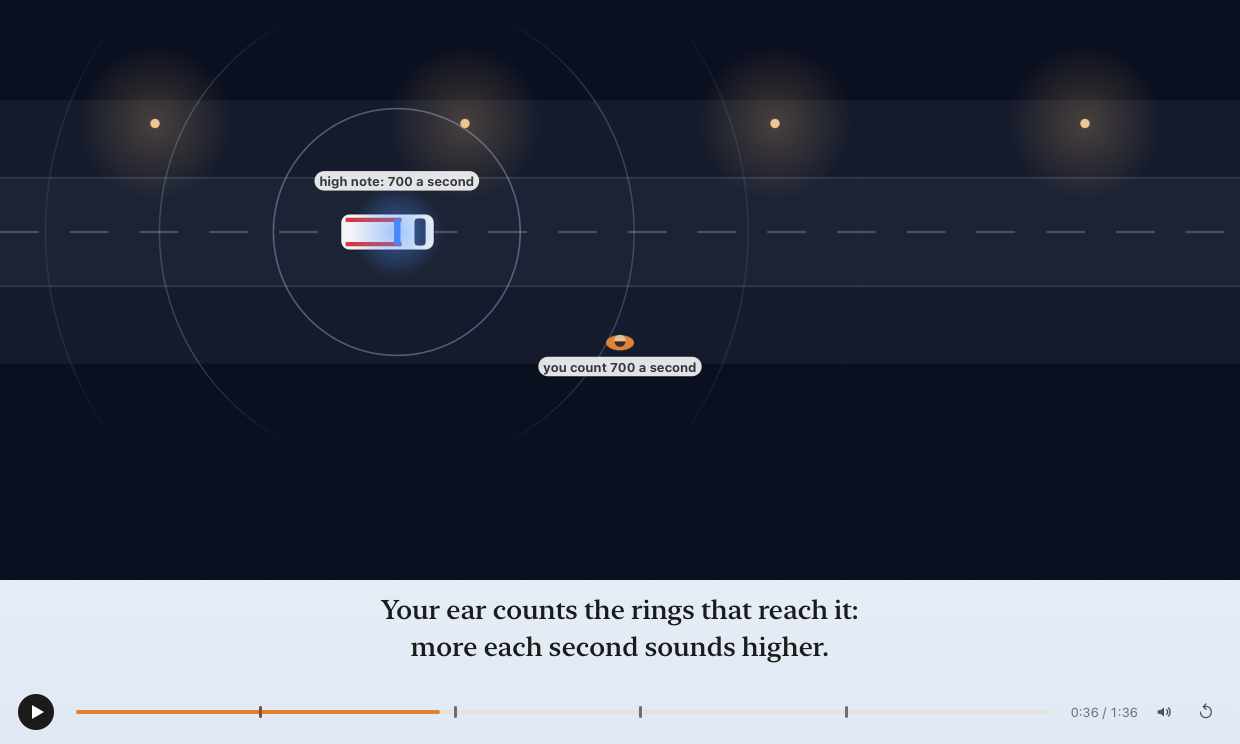 high note: 700 a second
you count 700 a second
Your ear counts the rings that reach it:
more each second sounds higher.
0:36 / 1:36